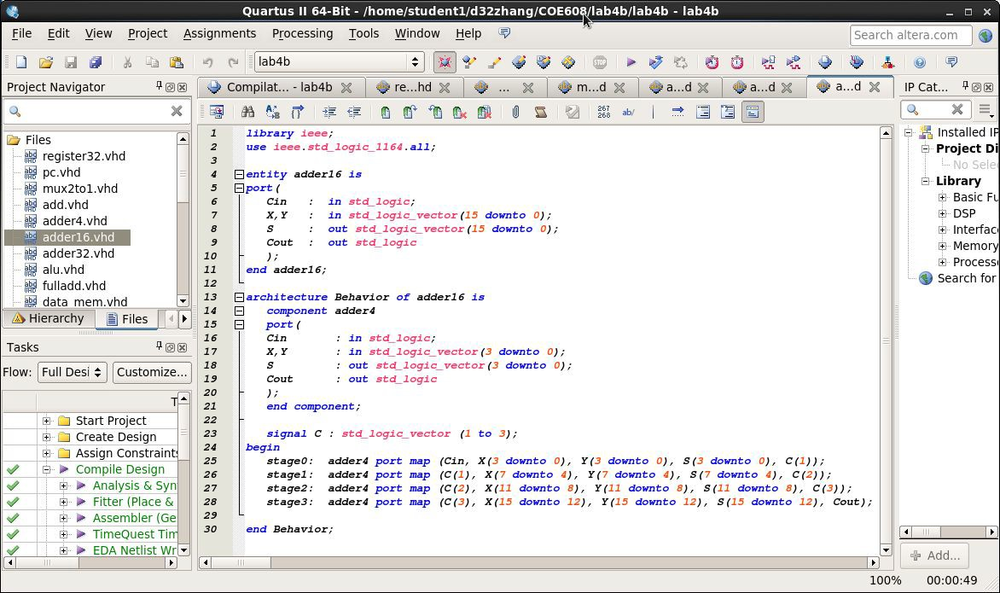 Quartus II 64-Bit - /home/student1/d32zhang/COE608/lab4b/lab4b - lab4b
File Edit View Project Assignments Processing Tools Window Help Search altera.com
lab4b
Project Navigator
Files
register32.vhd
pc.vhd
mux2to1.vhd
add.vhd
adder4.vhd
adder16.vhd
adder32.vhd
alu.vhd
fulladd.vhd
data_mem.vhd
Hierarchy Files
Tasks
Flow: Full Desi Customize...
T
Start Project
Create Design
Assign Constraints
Compile Design
Analysis & Syn
Fitter (Place &
Assembler (Ge
TimeQuest Tim
EDA Netlist Wr
Compilat... - lab4b re...hd ... m...d a...d a...d a...d
267
268 ab/
1 library ieee;
2 use ieee.std_logic_1164.all;
3
4 entity adder16 is
5 port(
6 Cin : in std_logic;
7 X,Y : in std_logic_vector(15 downto 0);
8 S : out std_logic_vector(15 downto 0);
9 Cout : out std_logic
10 );
11 end adder16;
12
13 architecture Behavior of adder16 is
14 component adder4
15 port(
16 Cin : in std_logic;
17 X,Y : in std_logic_vector(3 downto 0);
18 S : out std_logic_vector(3 downto 0);
19 Cout : out std_logic
20 );
21 end component;
22
23 signal C : std_logic_vector (1 to 3);
24 begin
25 stage0: adder4 port map (Cin, X(3 downto 0), Y(3 downto 0), S(3 downto 0), C(1));
26 stage1: adder4 port map (C(1), X(7 downto 4), Y(7 downto 4), S(7 downto 4), C(2));
27 stage2: adder4 port map (C(2), X(11 downto 8), Y(11 downto 8), S(11 downto 8), C(3));
28 stage3: adder4 port map (C(3), X(15 downto 12), Y(15 downto 12), S(15 downto 12), Cout);
29
30 end Behavior;
IP Cat...
Installed IP
Project Di
No Sele
Library
Basic Fu
DSP
Interfac
Memory
Process
Search for
Add...
100% 00:00:49